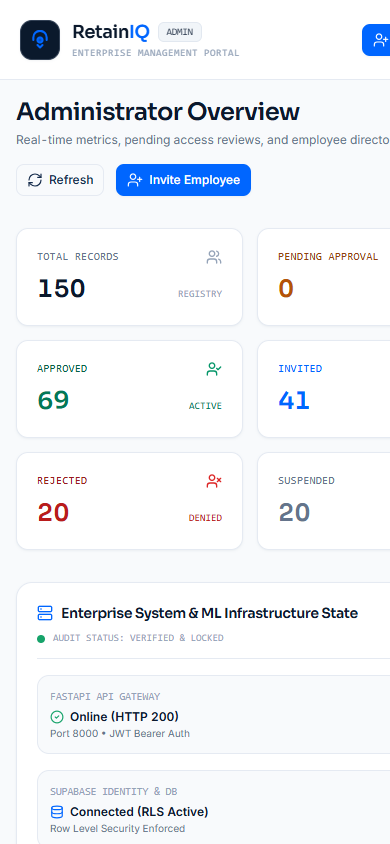 RetainIQ ADMIN
ENTERPRISE MANAGEMENT PORTAL
Administrator Overview
Real-time metrics, pending access reviews, and employee directo
Refresh Invite Employee
TOTAL RECORDS
150 REGISTRY
PENDING APPROVAL
0
APPROVED
69 ACTIVE
INVITED
41
REJECTED
20 DENIED
SUSPENDED
20
Enterprise System & ML Infrastructure State
AUDIT STATUS: VERIFIED & LOCKED
FASTAPI API GATEWAY
Online (HTTP 200)
Port 8000 • JWT Bearer Auth
SUPABASE IDENTITY & DB
Connected (RLS Active)
Row Level Security Enforced